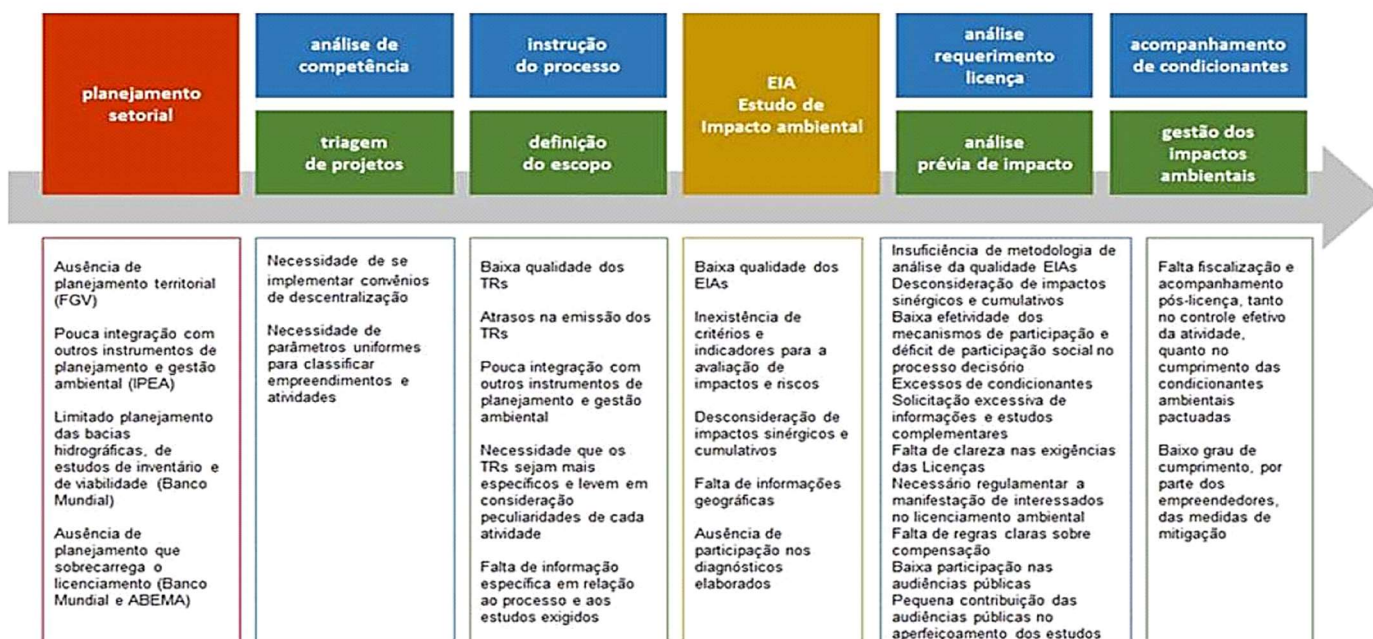 planejamento
setorial
análise de
competência
triagem
de projetos
instrução
do processo
definição
do escopo
EIA
Estudo de
Impacto ambiental
análise
requerimento
licença
análise
prévia de impacto
acompanhamento
de condicionantes
gestão dos
impactos
ambientais
Ausência de
planejamento territorial
(FGV)
Pouca integração com
outros instrumentos de
planejamento e gestão
ambiental (IPEA)
Limitado planejamento
das bacias
hidrográficas, de
estudos de inventário e
de viabilidade (Banco
Mundial)
Ausência de
planejamento que
sobrecarrega o
licenciamento (Banco
Mundial e ABEMA)
Necessidade de se
implementar convênios
de descentralização
Necessidade de
parâmetros uniformes
para classificar
empreendimentos e
atividades
Baixa qualidade dos
TRs
Atrasos na emissão dos
TRs
Pouca integração com
outros instrumentos de
planejamento e gestão
ambiental
Necessidade que os
TRs sejam mais
específicos e levem em
consideração
peculiaridades de cada
atividade
Falta de informação
específica em relação
ao processo e aos
estudos exigidos
Baixa qualidade dos
EIAs
Inexistência de
critérios e
indicadores para a
avaliação de
impactos e riscos
Desconsideração de
impactos sinérgicos e
cumulativos
Falta de informações
geográficas
Ausência de
participação nos
diagnósticos
elaborados
Insuficiência de metodologia de
análise da qualidade EIAs
Desconsideração de impactos
sinérgicos e cumulativos
Baixa efetividade dos
mecanismos de participação e
déficit de participação social no
processo decisório
Excessos de condicionantes
Solicitação excessiva de
informações e estudos
complementares
Falta de clareza nas exigências
das Licenças
Necessário regulamentar a
manifestação de interessados
no licenciamento ambiental
Falta de regras claras sobre
compensação
Baixa participação nas
audiências públicas
Pequena contribuição das
audiências públicas no
aperfeiçoamento dos estudos
Falta fiscalização e
acompanhamento
pós-licença, tanto
no controle efetivo
da atividade,
quanto no
cumprimento das
condicionantes
ambientais
pactuadas
Baixo grau de
cumprimento, por
parte dos
empreendedores,
das medidas de
mitigação